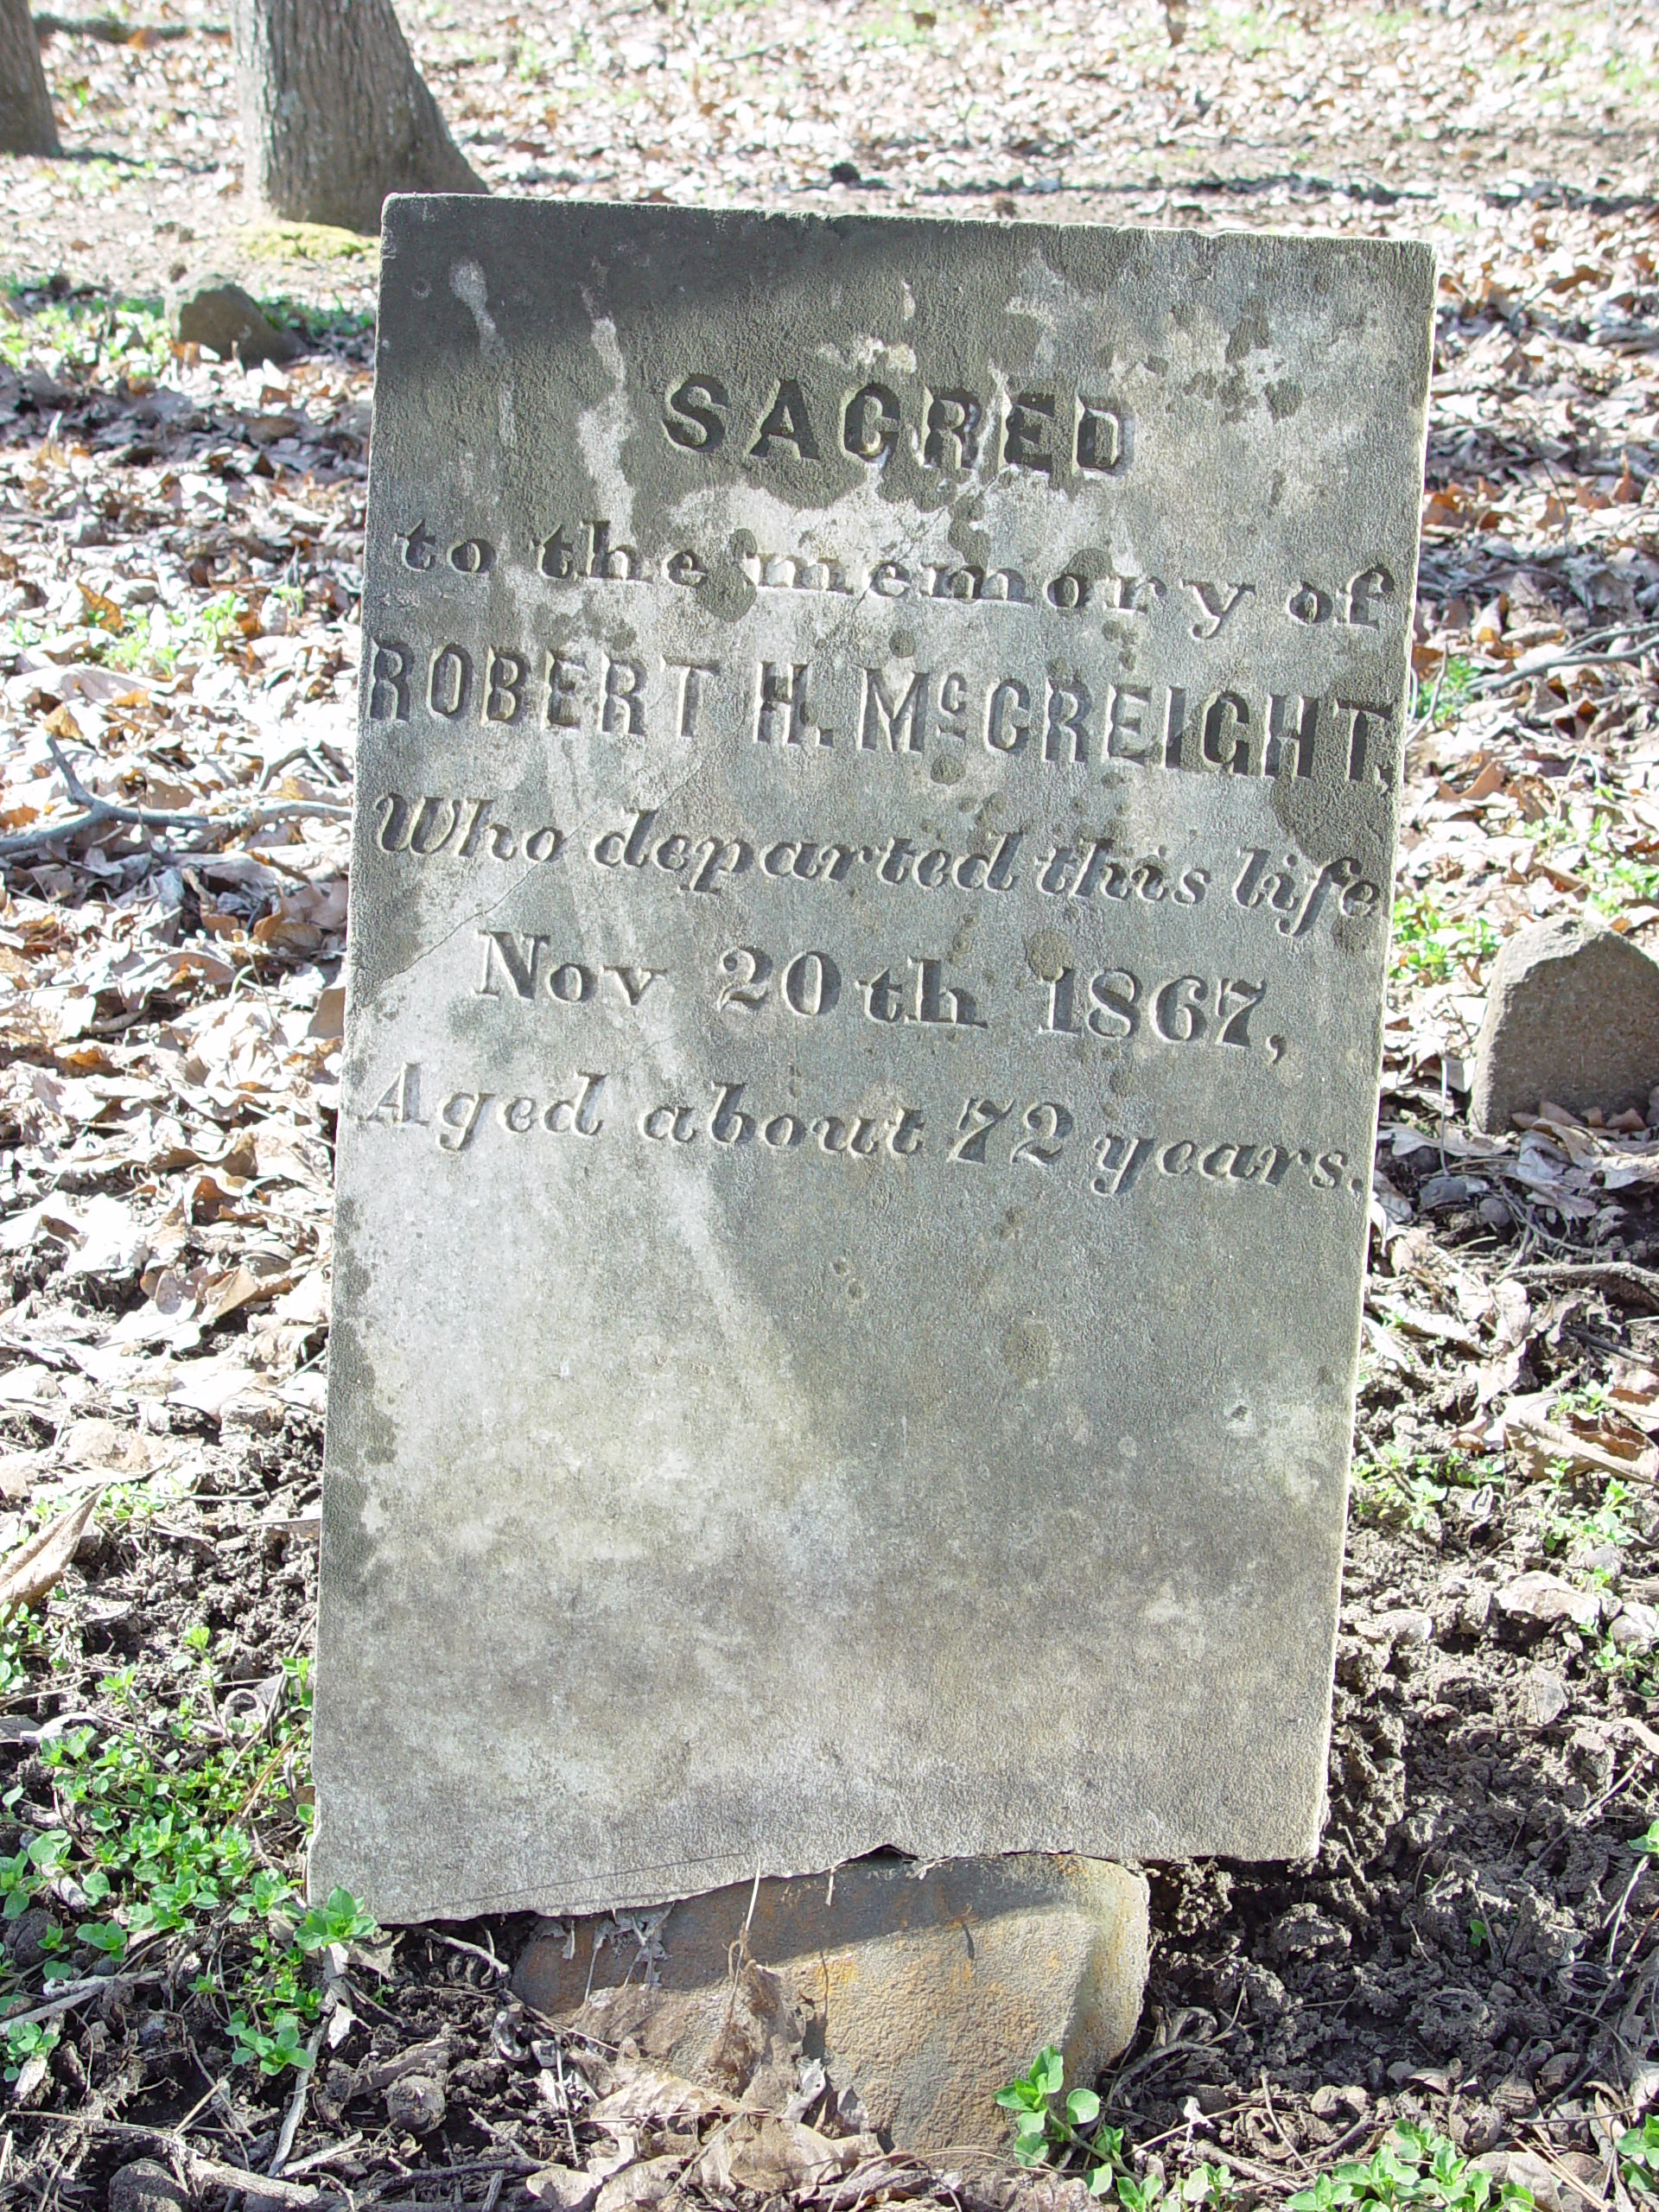 SACRED
to the memory of
ROBERT H. McCREIGHT,
Who departed this life
Nov 20th 1867,
Aged about 72 years.